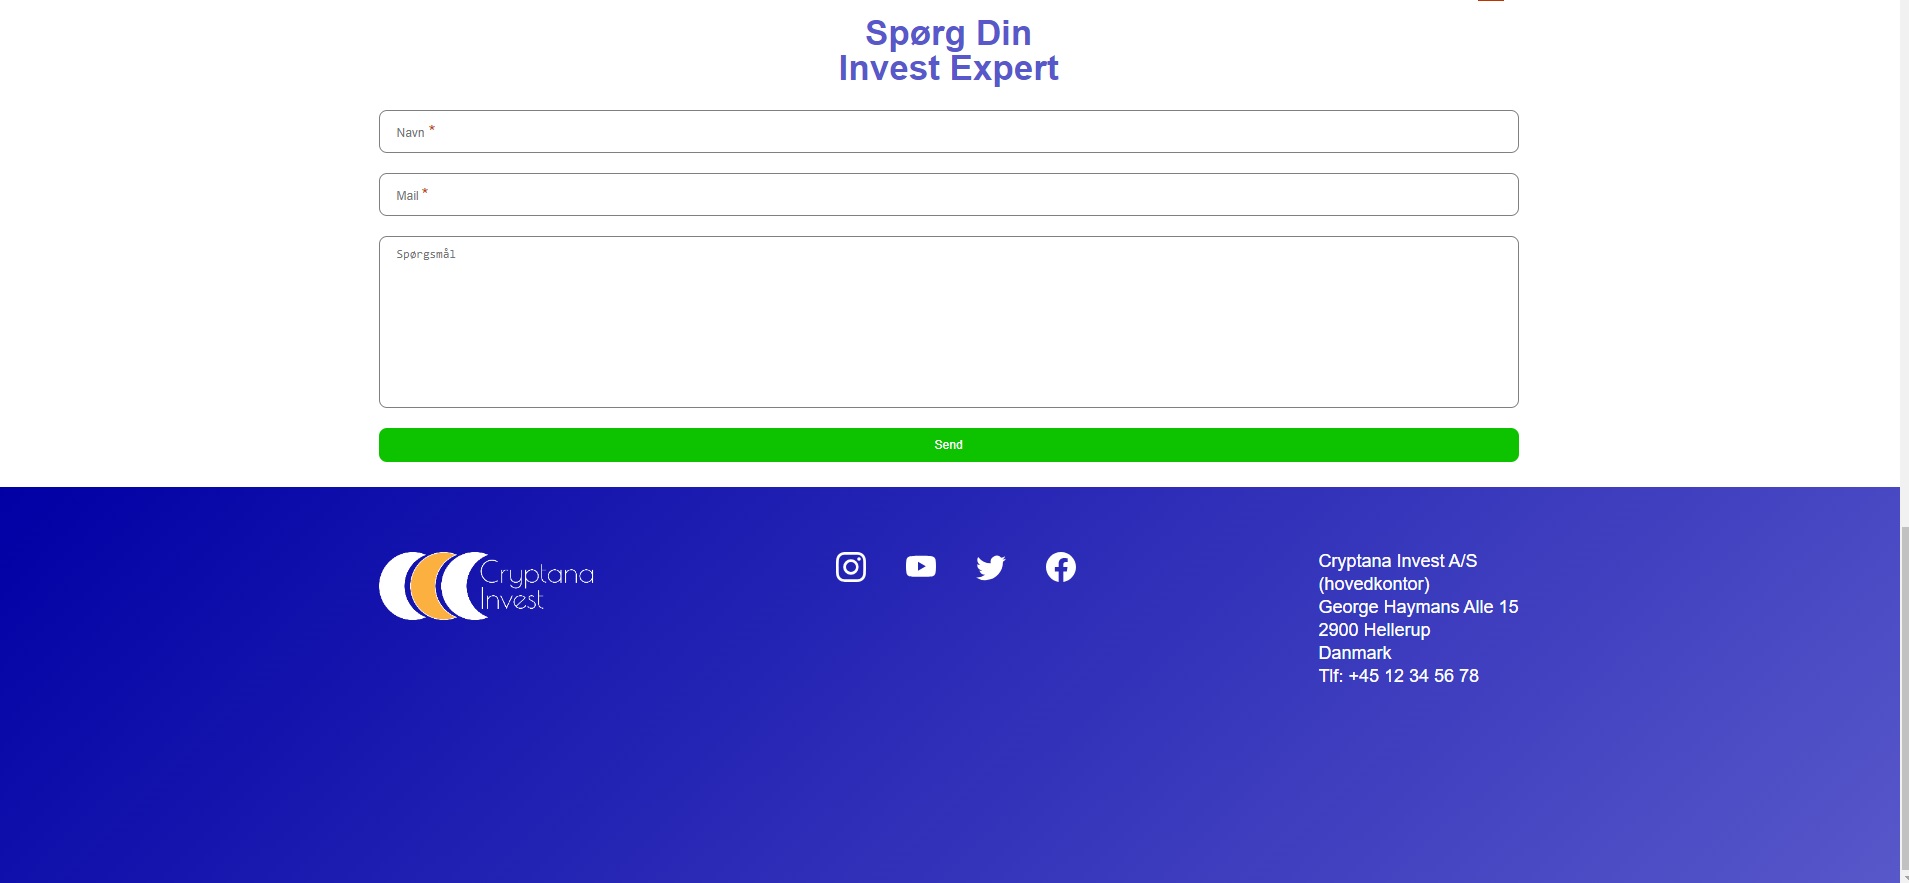 Spørg Din
Invest Expert
Navn *
Mail *
Spørgsmål
Send
Cryptana
Invest
Cryptana Invest A/S
(hovedkontor)
George Haymans Alle 15
2900 Hellerup
Danmark
Tlf: +45 12 34 56 78